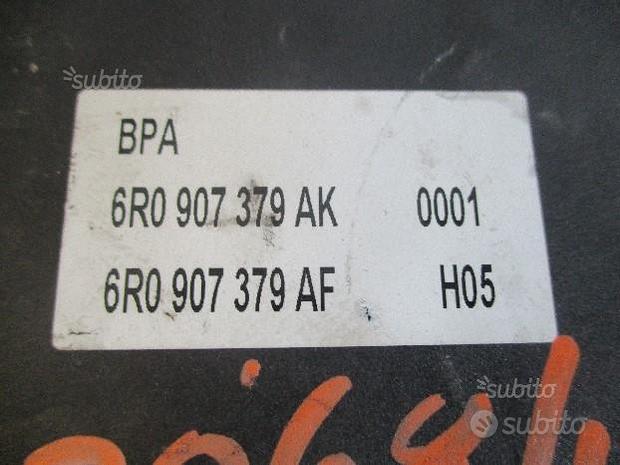 subito
BPA
6R0 907 379 AK 0001
6R0 907 379 AF H05
subito
subito